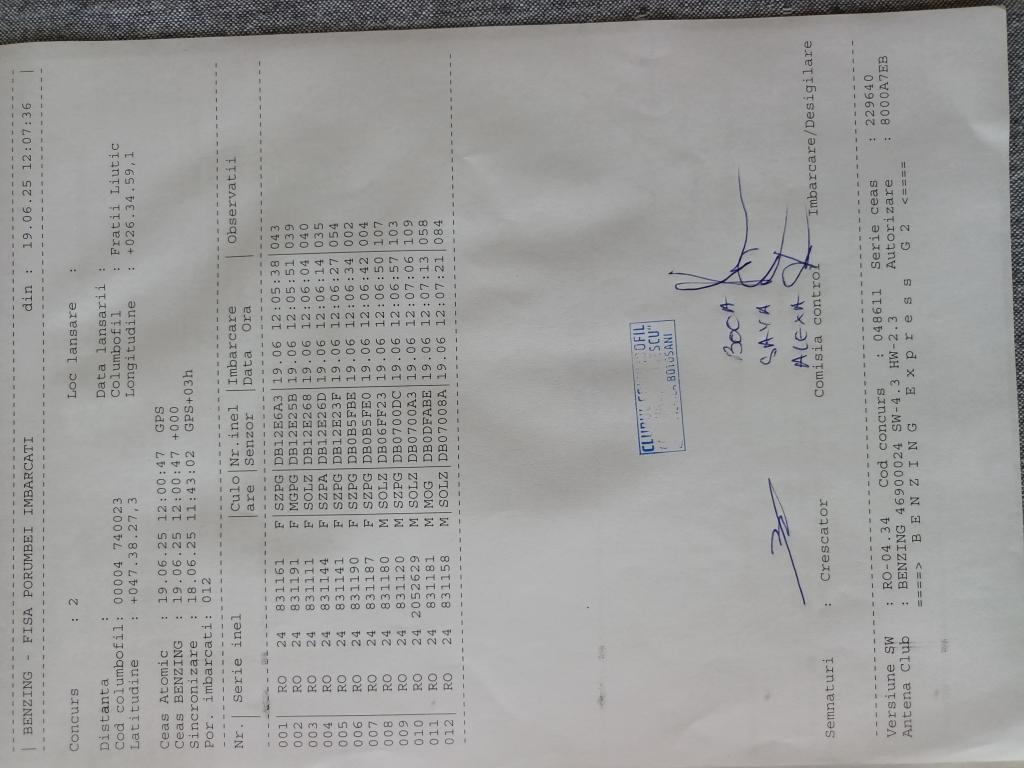 | BENZING - FISA PORUMBEI IMBARCATI din : 19.06.25 12:07:36 |
Concurs : 2 Loc lansare :
Distanta : Data lansarii :
Cod columbofil: 00004 740023 Columbofil : Fratii Liutic
Latitudine : +047.38.27,3 Longitudine : +026.34.59,1
Ceas Atomic : 19.06.25 12:00:47 GPS
Ceas BENZING : 19.06.25 12:00:47 +000
Sincronizare : 18.06.25 11:43:02 GPS+03h
Por. imbarcati: 012
Nr.| Serie inel |Culo|Nr.inel |Imbarcare | Observatii
| |are |Senzor |Data Ora |
001 | RO 24 831161 F|SZPG|DB12E6A3|19.06 12:05:38|043
002 | RO 24 831191 F|MGPG|DB12E25B|19.06 12:05:51|039
003 | RO 24 831111 F|SOLZ|DB12E268|19.06 12:06:04|040
004 | RO 24 831144 F|SZPA|DB12E26D|19.06 12:06:14|035
005 | RO 24 831141 F|SZPG|DB12E23F|19.06 12:06:27|054
006 | RO 24 831190 F|SZPG|DB0B5FBE|19.06 12:06:34|002
007 | RO 24 831187 F|SZPG|DB0B5FE0|19.06 12:06:42|004
008 | RO 24 831180 M|SOLZ|DB06FF23|19.06 12:06:50|107
009 | RO 24 831120 M|SZPG|DB0700DC|19.06 12:06:57|103
010 | RO 24 2052629 M|SOLZ|DB0700A3|19.06 12:07:06|109
011 | RO 24 831181 M|MOG |DB0DFABE|19.06 12:07:13|058
012 | RO 24 831158 M|SOLZ|DB07008A|19.06 12:07:21|084
CLUBUL
BOTOSANI
BOCA
SAVA
ALEXA
Semnaturi : Crescator Comisia control Imbarcare/Desigilare
Versiune SW : RO-04.34 Cod concurs : 048611 Serie ceas : 229640
Antena Club : BENZING 46900024 SW-4.3 HW-2.3 Autorizare : 8000A7EB
====> B E N Z I N G E x p r e s s G 2 <====